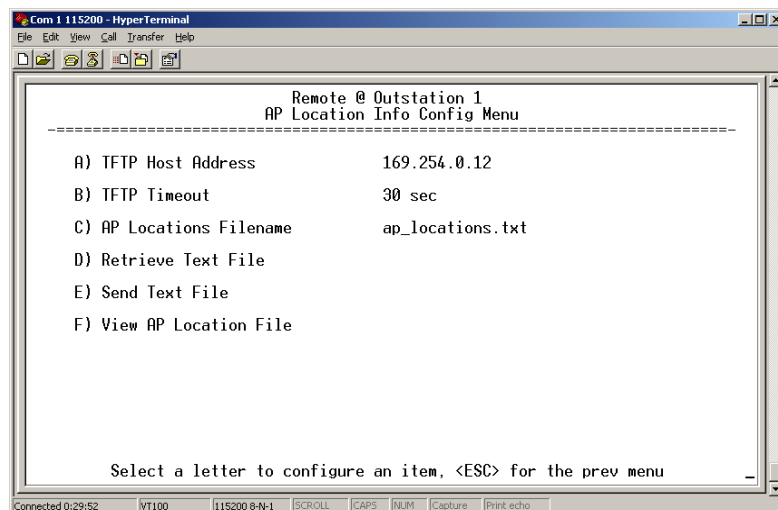 Com 1 115200 - HyperTerminal
File Edit View Call Transfer Help
Remote @ Outstation 1
AP Location Info Config Menu
-==========================================================================-
A) TFTP Host Address 169.254.0.12
B) TFTP Timeout 30 sec
C) AP Locations Filename ap_locations.txt
D) Retrieve Text File
E) Send Text File
F) View AP Location File
Select a letter to configure an item, <ESC> for the prev menu _
Connected 0:29:52 VT100 115200 8-N-1 SCROLL CAPS NUM Capture Print echo